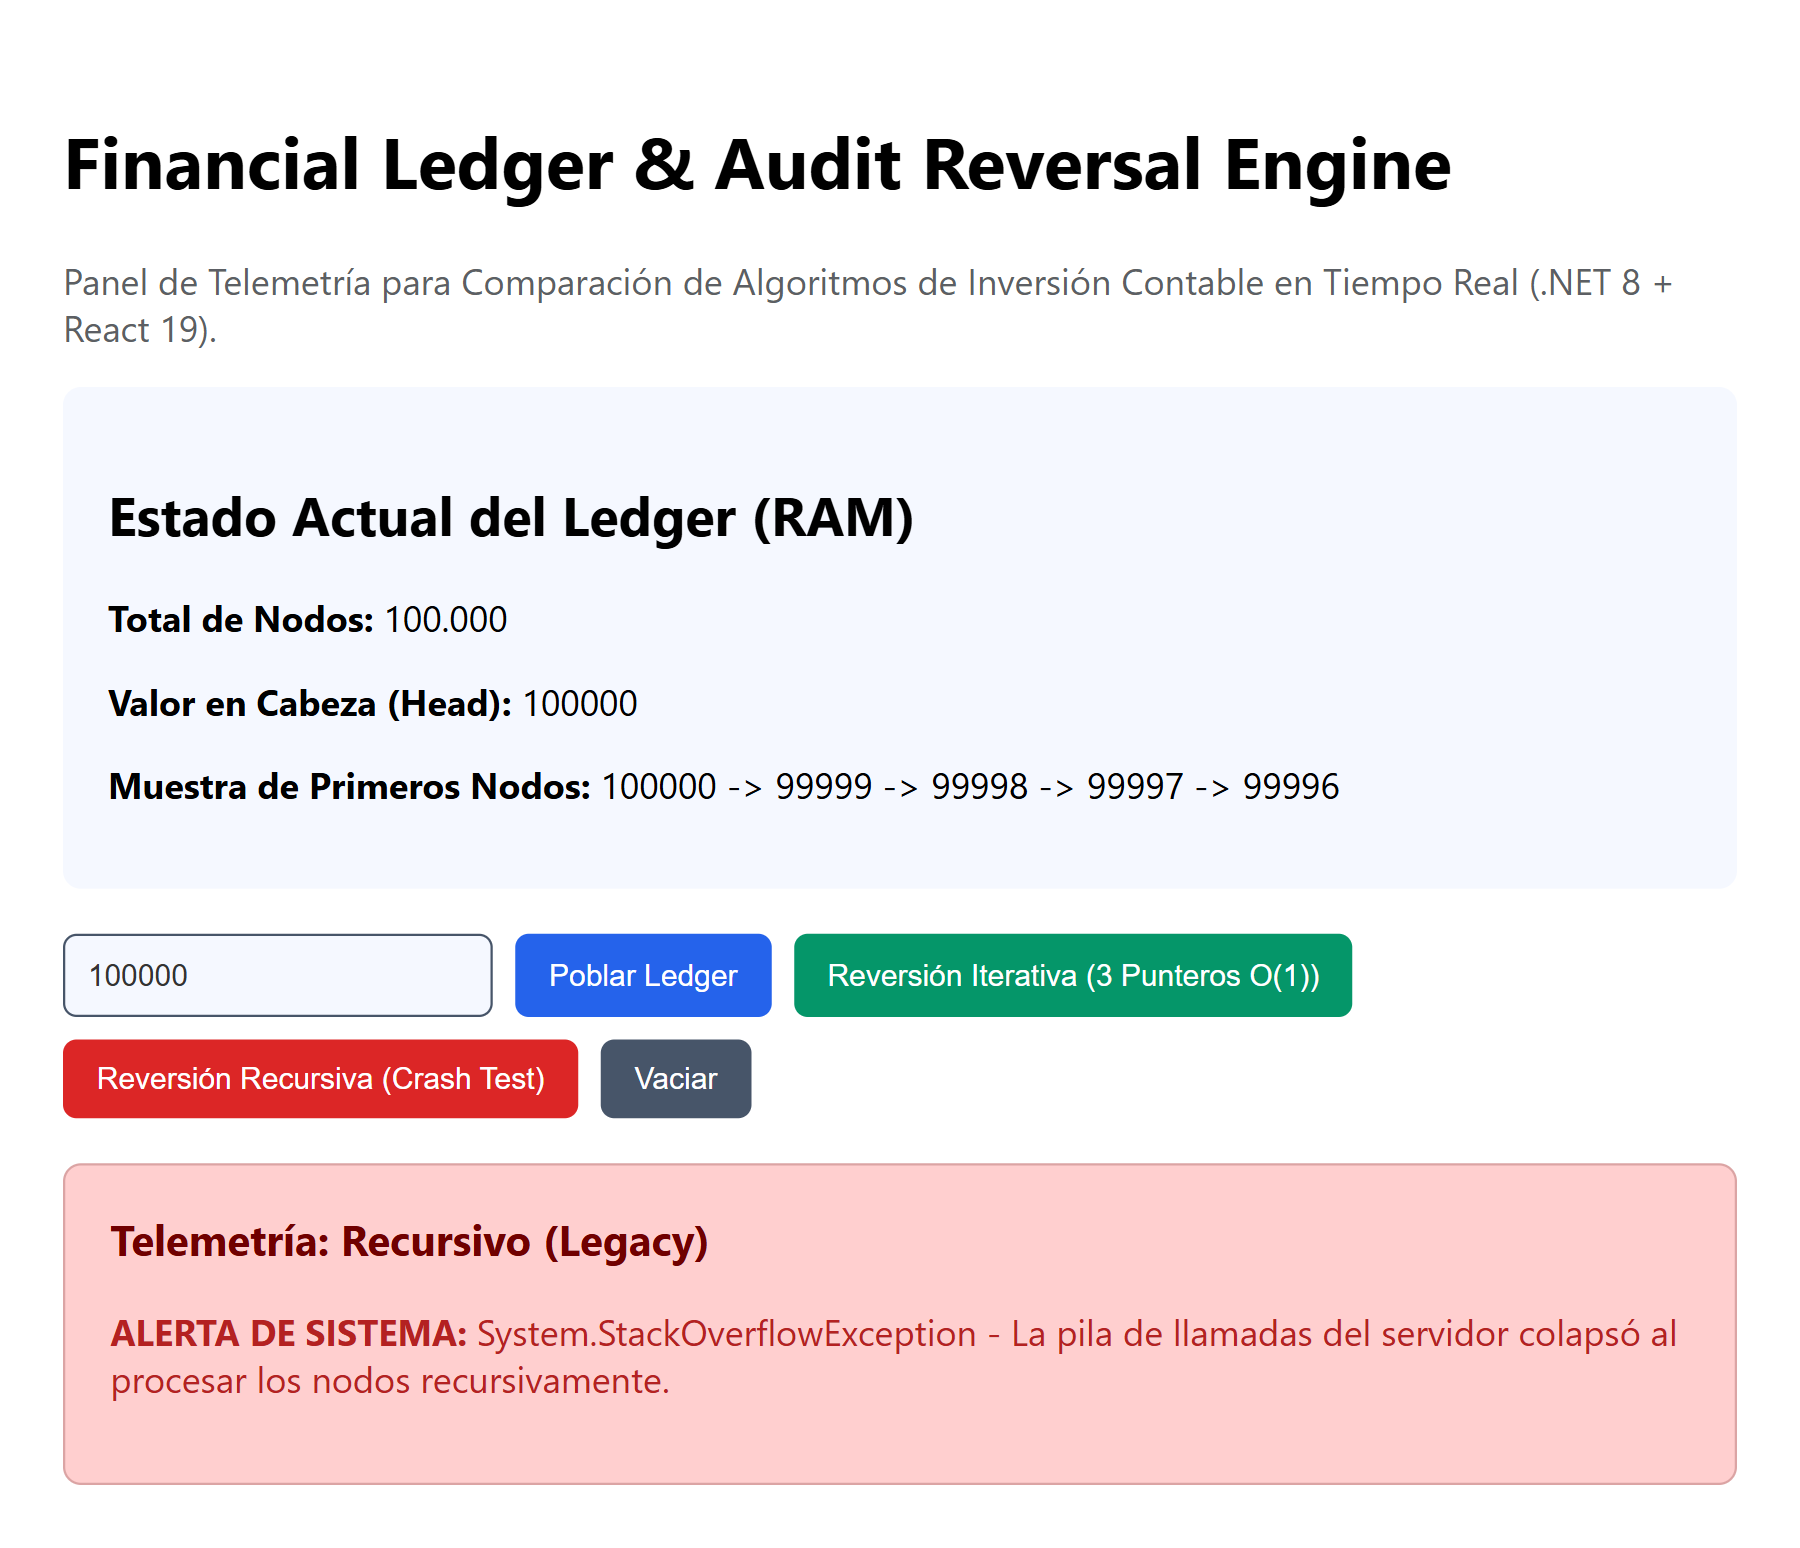 Financial Ledger & Audit Reversal Engine
Panel de Telemetría para Comparación de Algoritmos de Inversión Contable en Tiempo Real (.NET 8 +
React 19).
Estado Actual del Ledger (RAM)
Total de Nodos: 100.000
Valor en Cabeza (Head): 100000
Muestra de Primeros Nodos: 100000 -> 99999 -> 99998 -> 99997 -> 99996
100000 Poblar Ledger Reversión Iterativa (3 Punteros O(1))
Reversión Recursiva (Crash Test) Vaciar
Telemetría: Recursivo (Legacy)
ALERTA DE SISTEMA: System.StackOverflowException - La pila de llamadas del servidor colapsó al
procesar los nodos recursivamente.